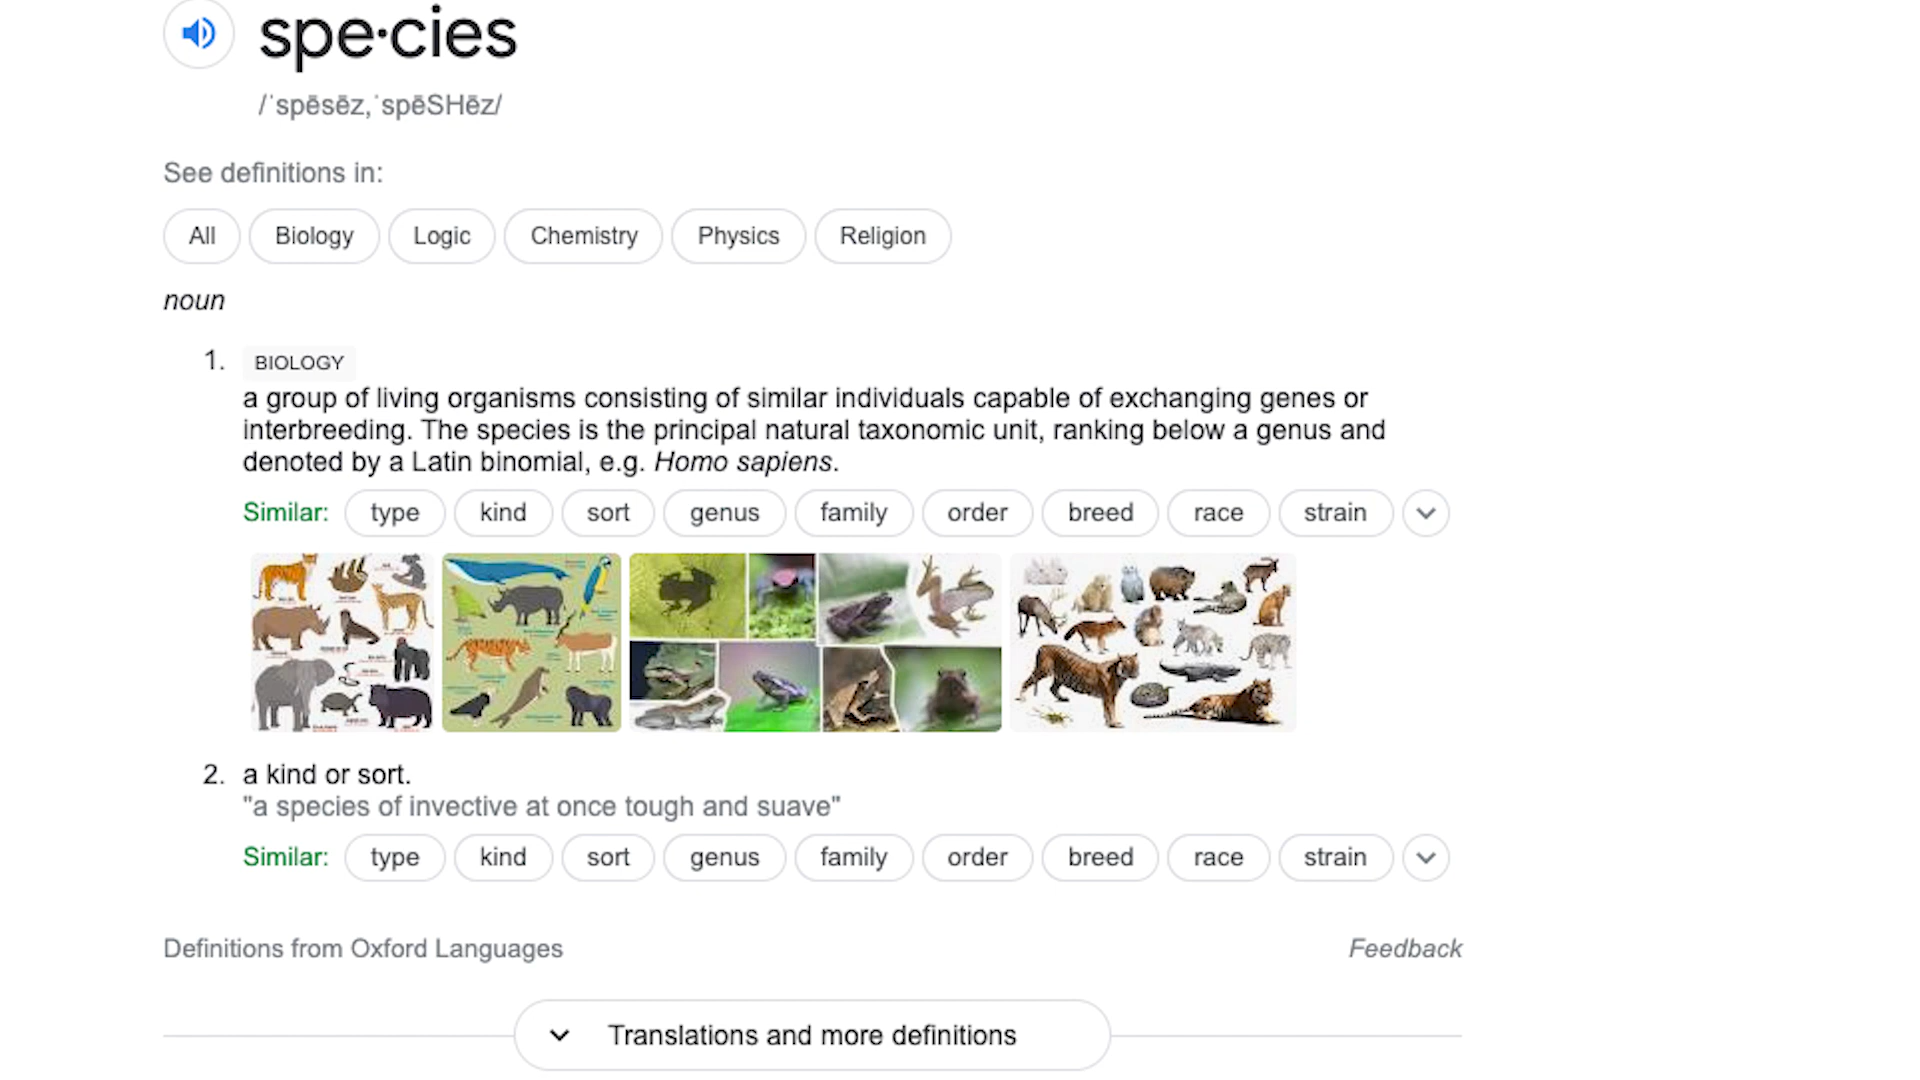 spe·cies
/ˈspēsēz,ˈspēSHēz/
See definitions in:
All Biology Logic Chemistry Physics Religion
noun
1. BIOLOGY
a group of living organisms consisting of similar individuals capable of exchanging genes or
interbreeding. The species is the principal natural taxonomic unit, ranking below a genus and
denoted by a Latin binomial, e.g. Homo sapiens.
Similar: type kind sort genus family order breed race strain
2. a kind or sort.
"a species of invective at once tough and suave"
Similar: type kind sort genus family order breed race strain
Definitions from Oxford Languages Feedback
Translations and more definitions